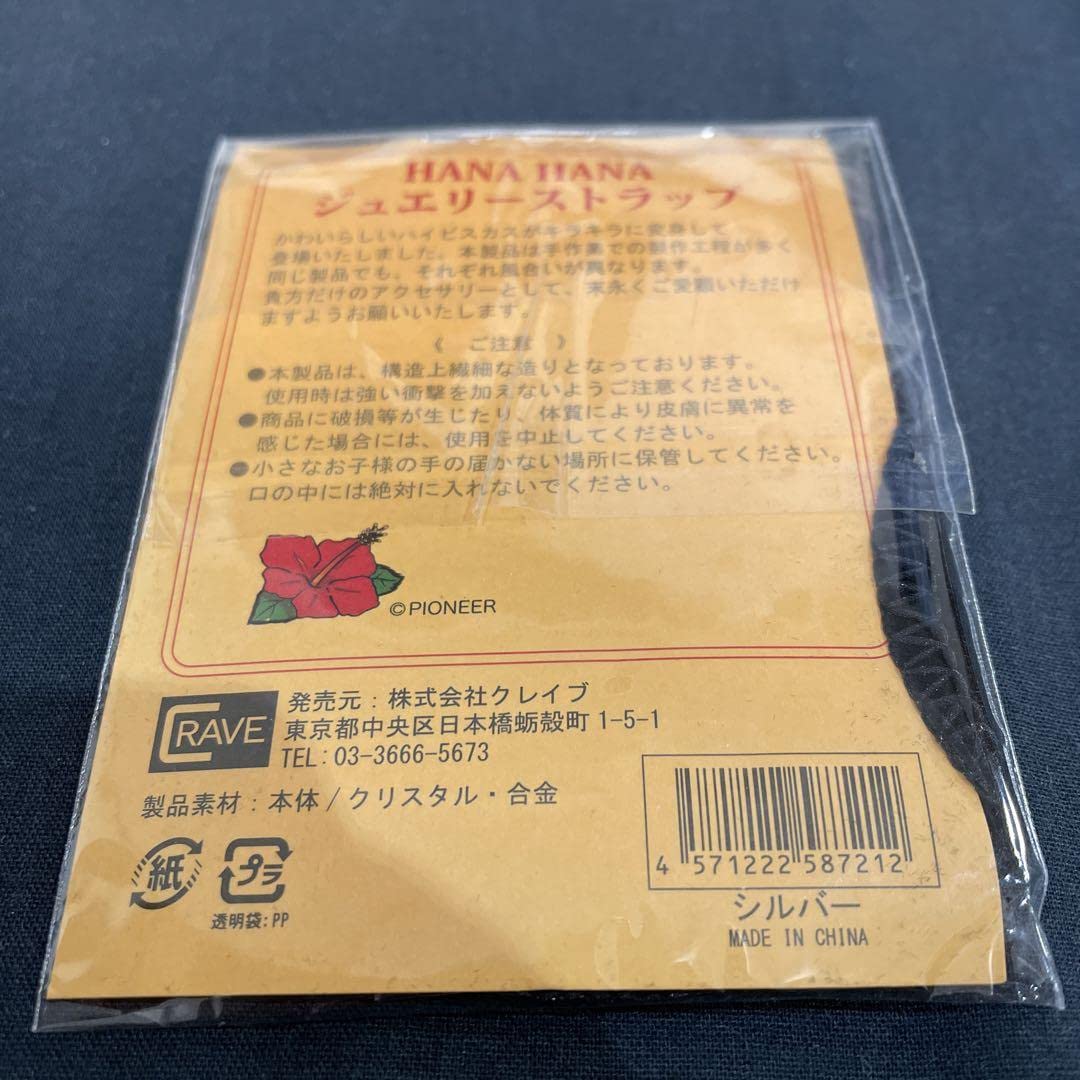 HANA HANA
ジュエリーストラップ
かわいらしいハイビスカスがキラキラに変身して
登場いたしました。本製品は手作業での製作工程が多く
同じ製品でも、それぞれ風合いが異なります。
貴方だけのアクセサリーとして、末永くご愛顧いただけ
ますようお願いいたします。
《 ご注意 》
●本製品は、構造上繊細な造りとなっております。
使用時は強い衝撃を加えないようご注意ください。
●商品に破損等が生じたり、体質により皮膚に異常を
感じた場合には、使用を中止してください。
●小さなお子様の手の届かない場所に保管してください。
口の中には絶対に入れないでください。
©PIONEER
CRAVE
発売元：株式会社クレイブ
東京都中央区日本橋蛎殻町 1-5-1
TEL: 03-3666-5673
製品素材：本体/クリスタル・合金
紙
プラ
透明袋:PP
4 571222 587212
シルバー
MADE IN CHINA